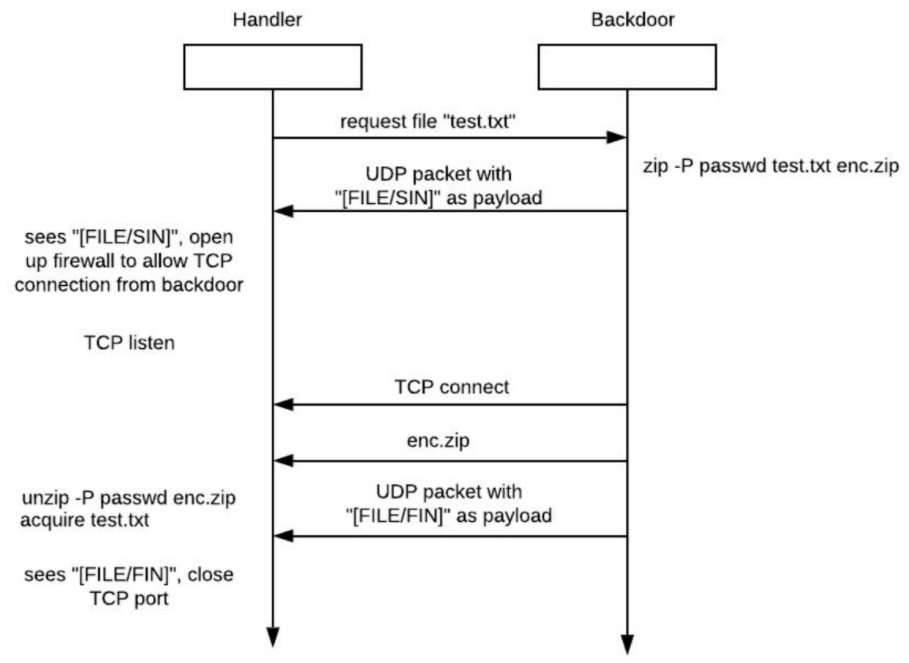 Handler
Backdoor
request file "test.txt"
zip -P passwd test.txt enc.zip
UDP packet with
"[FILE/SIN]" as payload
sees "[FILE/SIN]", open
up firewall to allow TCP
connection from backdoor
TCP listen
TCP connect
enc.zip
UDP packet with
"[FILE/FIN]" as payload
unzip -P passwd enc.zip
acquire test.txt
sees "[FILE/FIN]", close
TCP port